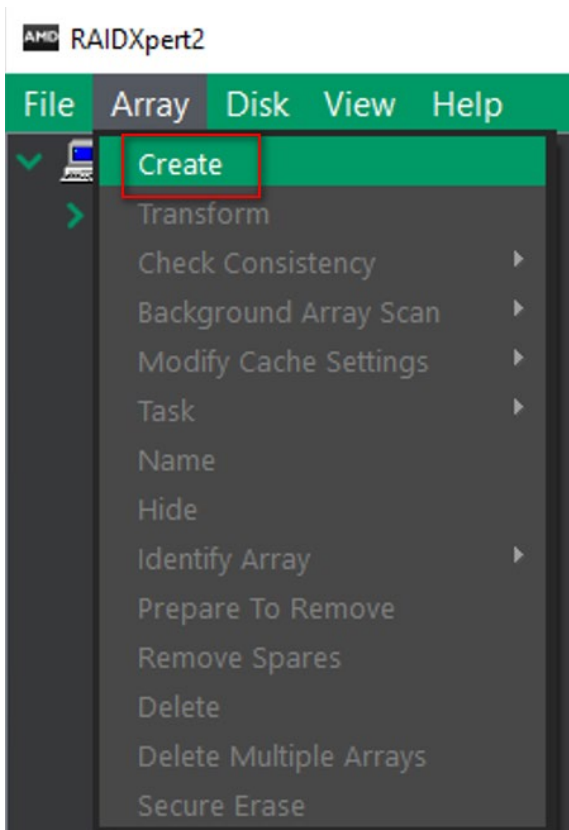 AMD RAIDXpert2
File Array Disk View Help
Create
Transform
Check Consistency
Background Array Scan
Modify Cache Settings
Task
Name
Hide
Identify Array
Prepare To Remove
Remove Spares
Delete
Delete Multiple Arrays
Secure Erase